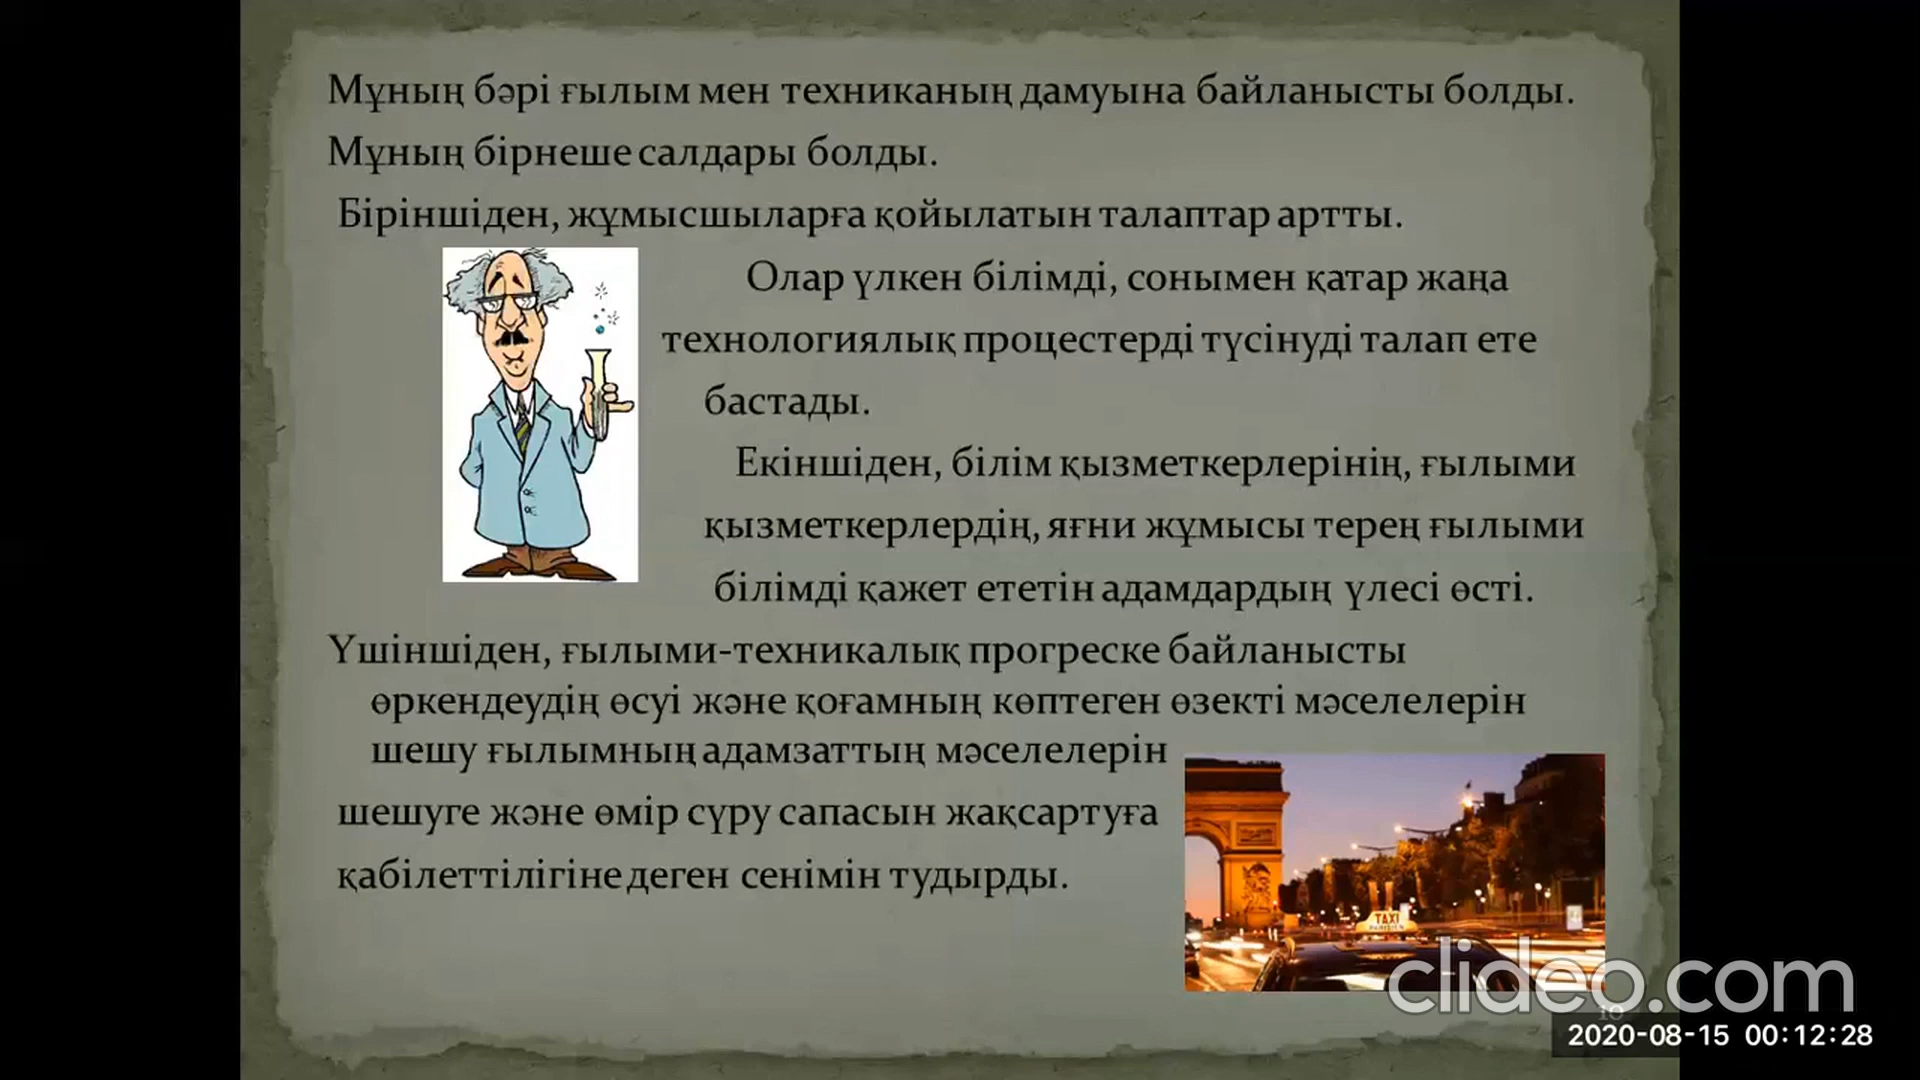 Мұның бәрі ғылым мен техниканың дамуына байланысты болды.
Мұның бірнеше салдары болды.
Біріншіден, жұмысшыларға қойылатын талаптар артты.
Олар үлкен білімді, сонымен қатар жаңа
технологиялық процестерді түсінуді талап ете
бастады.
Екіншіден, білім қызметкерлерінің, ғылыми
қызметкерлердің, яғни жұмысы терең ғылыми
білімді қажет ететін адамдардың үлесі өсті.
Үшіншіден, ғылыми-техникалық прогреске байланысты
өркендеудің өсуі және қоғамның көптеген өзекті мәселелерін
шешу ғылымның адамзаттың мәселелерін
шешуге және өмір сүру сапасын жақсартуға
қабілеттілігіне деген сенімін тудырды.
TAXI
PARISIEN
clideo.com
10
2020-08-15 00:12:28